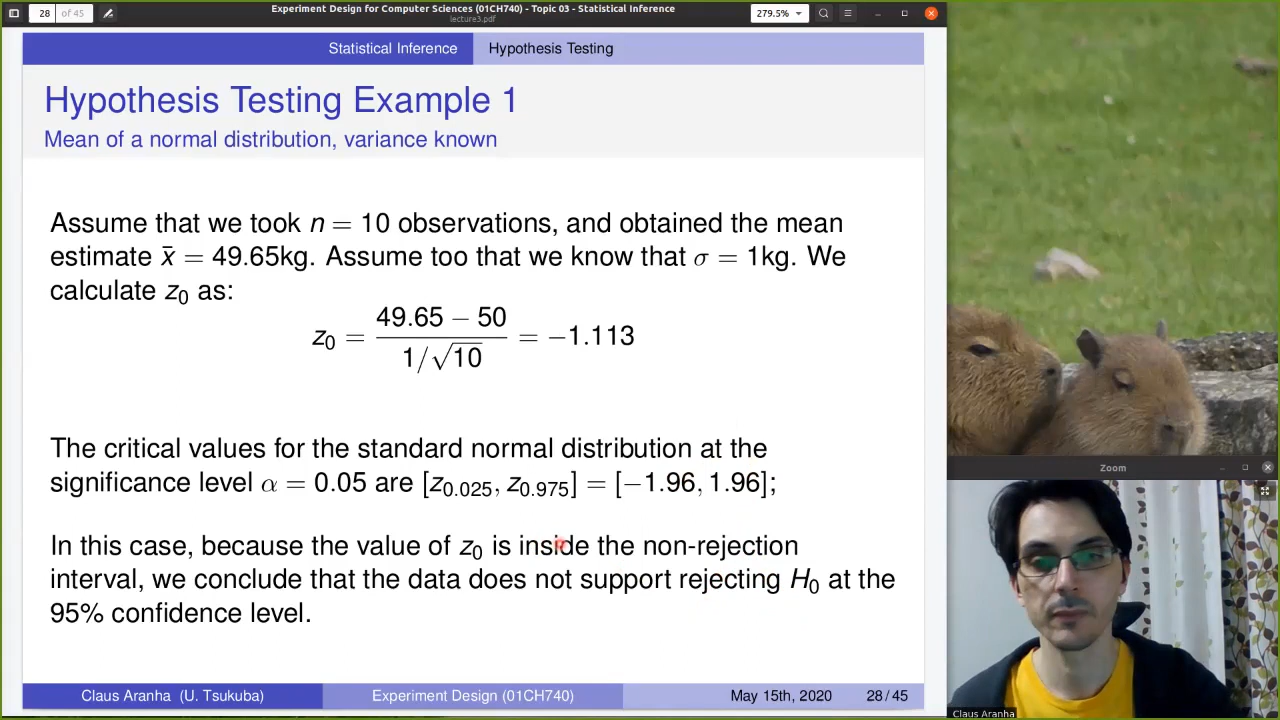 28 of 45
Experiment Design for Computer Sciences (01CH740) - Topic 03 - Statistical Inference
lecture3.pdf
279.5%
Statistical Inference
Hypothesis Testing
Hypothesis Testing Example 1
Mean of a normal distribution, variance known
Assume that we took n = 10 observations, and obtained the mean
estimate x̄ = 49.65kg. Assume too that we know that σ = 1kg. We
calculate z₀ as:
z₀ = (49.65 − 50) / (1/√10) = −1.113
The critical values for the standard normal distribution at the
significance level α = 0.05 are [z₀.₀₂₅, z₀.₉₇₅] = [−1.96, 1.96];
In this case, because the value of z₀ is inside the non-rejection
interval, we conclude that the data does not support rejecting H₀ at the
95% confidence level.
Claus Aranha (U. Tsukuba)
Experiment Design (01CH740)
May 15th, 2020
28 / 45
Zoom
Claus Aranha